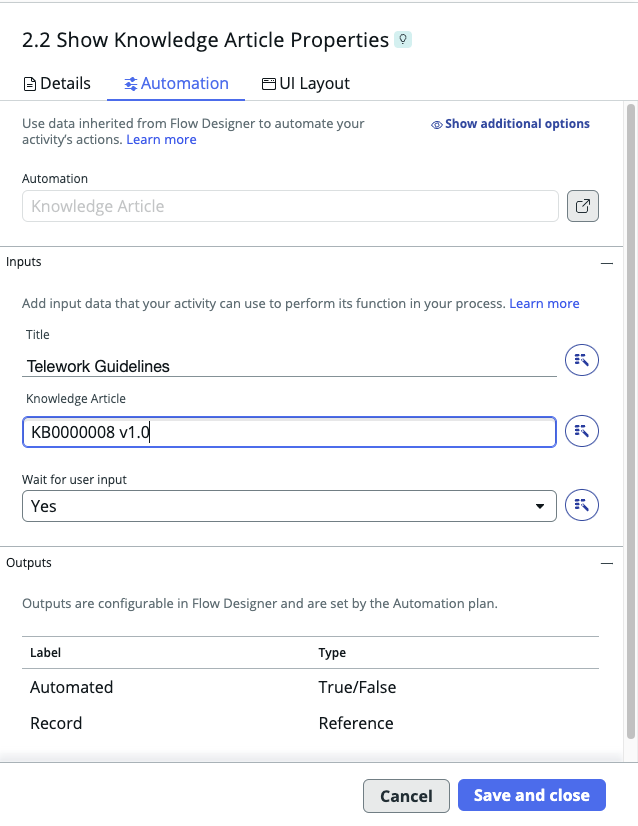 2.2 Show Knowledge Article Properties
Details
Automation
UI Layout
Use data inherited from Flow Designer to automate your
activity's actions. Learn more
Show additional options
Automation
Knowledge Article
Inputs
Add input data that your activity can use to perform its function in your process. Learn more
Title
Telework Guidelines
Knowledge Article
KB0000008 v1.0
Wait for user input
Yes
Outputs
Outputs are configurable in Flow Designer and are set by the Automation plan.
Label Type
Automated True/False
Record Reference
Cancel Save and close